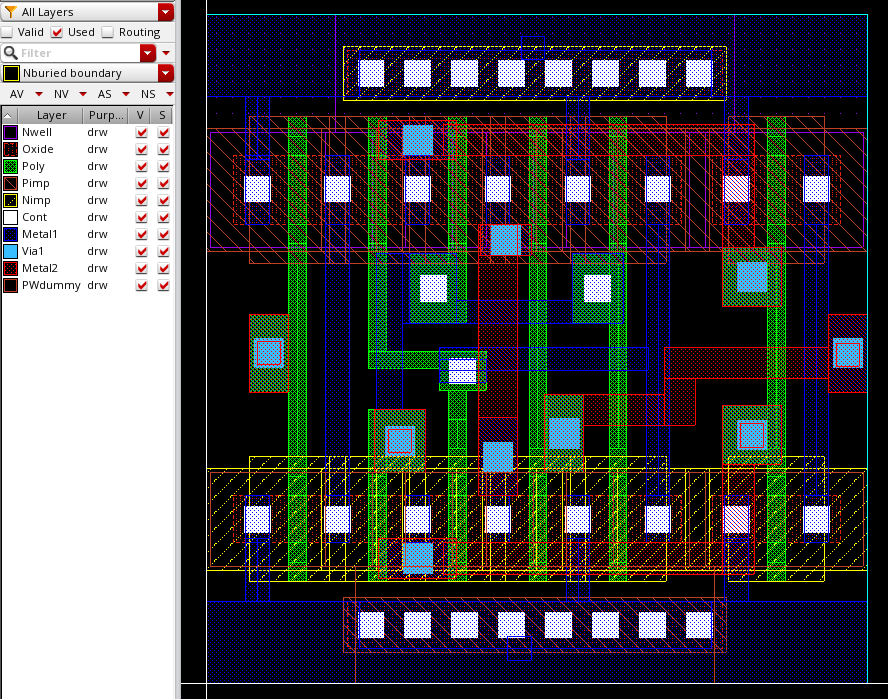 All Layers
Valid Used Routing
Filter
Nburied boundary
AV NV AS NS
Layer Purp... V S
Nwell drw
Oxide drw
Poly drw
Pimp drw
Nimp drw
Cont drw
Metal1 drw
Via1 drw
Metal2 drw
PWdummy drw